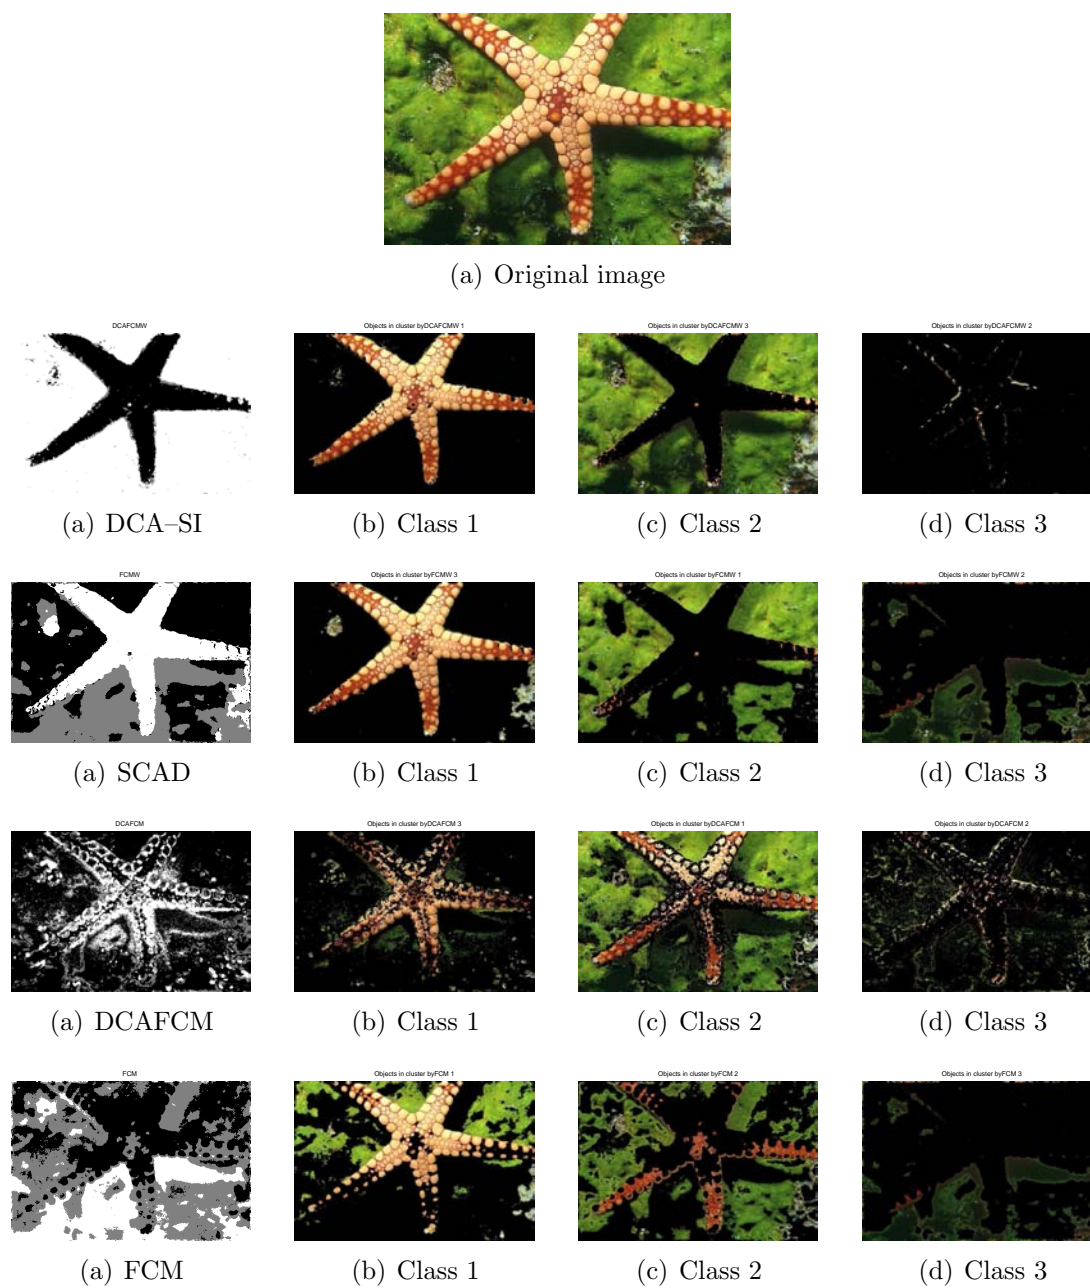 (a) Original image
DCAFCMW
Objects in cluster byDCAFCMW 1
Objects in cluster byDCAFCMW 3
Objects in cluster byDCAFCMW 2
(a) DCA–SI
(b) Class 1
(c) Class 2
(d) Class 3
FCMW
Objects in cluster byFCMW 3
Objects in cluster byFCMW 1
Objects in cluster byFCMW 2
(a) SCAD
(b) Class 1
(c) Class 2
(d) Class 3
DCAFCM
Objects in cluster byDCAFCM 3
Objects in cluster byDCAFCM 1
Objects in cluster byDCAFCM 2
(a) DCAFCM
(b) Class 1
(c) Class 2
(d) Class 3
FCM
Objects in cluster byFCM 1
Objects in cluster byFCM 2
Objects in cluster byFCM 3
(a) FCM
(b) Class 1
(c) Class 2
(d) Class 3